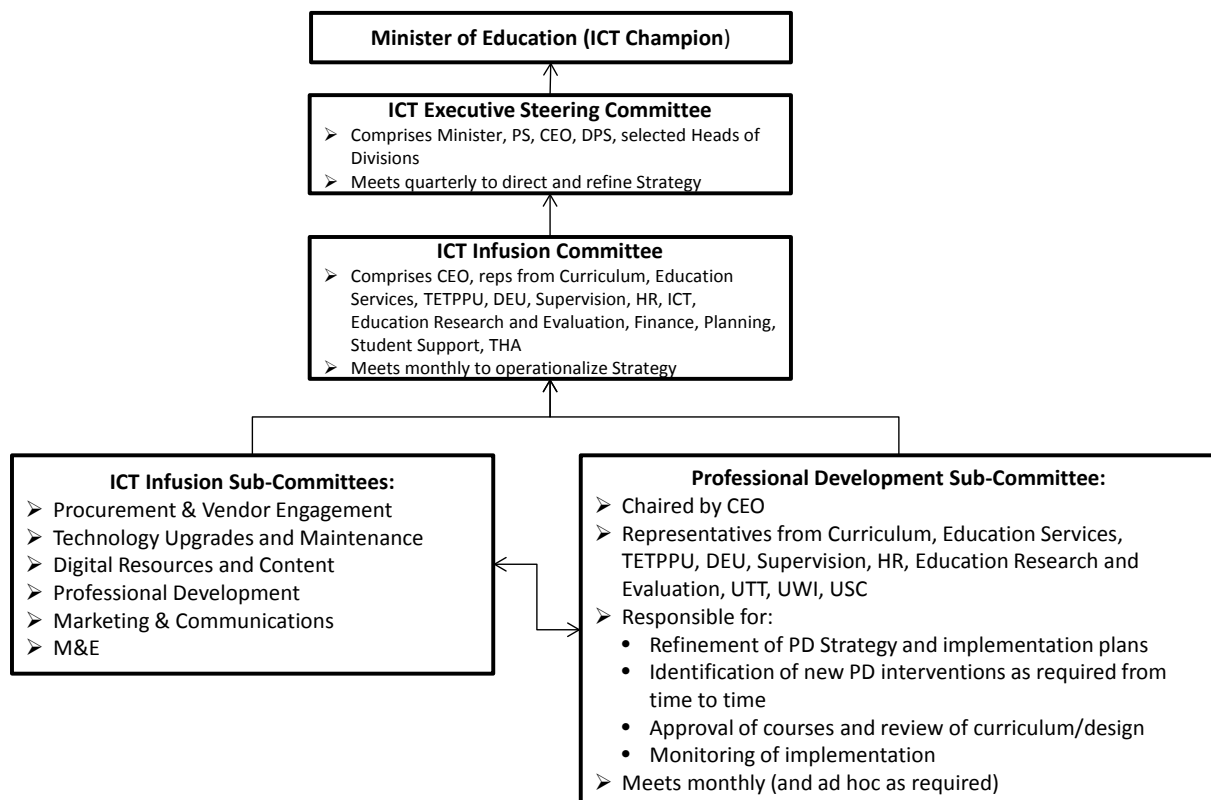 Minister of Education (ICT Champion)
ICT Executive Steering Committee
➢ Comprises Minister, PS, CEO, DPS, selected Heads of
Divisions
➢ Meets quarterly to direct and refine Strategy
ICT Infusion Committee
➢ Comprises CEO, reps from Curriculum, Education
Services, TETPPU, DEU, Supervision, HR, ICT,
Education Research and Evaluation, Finance, Planning,
Student Support, THA
➢ Meets monthly to operationalize Strategy
ICT Infusion Sub-Committees:
➢ Procurement & Vendor Engagement
➢ Technology Upgrades and Maintenance
➢ Digital Resources and Content
➢ Professional Development
➢ Marketing & Communications
➢ M&E
Professional Development Sub-Committee:
➢ Chaired by CEO
➢ Representatives from Curriculum, Education Services,
TETPPU, DEU, Supervision, HR, Education Research and
Evaluation, UTT, UWI, USC
➢ Responsible for:
• Refinement of PD Strategy and implementation plans
• Identification of new PD interventions as required from
time to time
• Approval of courses and review of curriculum/design
• Monitoring of implementation
➢ Meets monthly (and ad hoc as required)